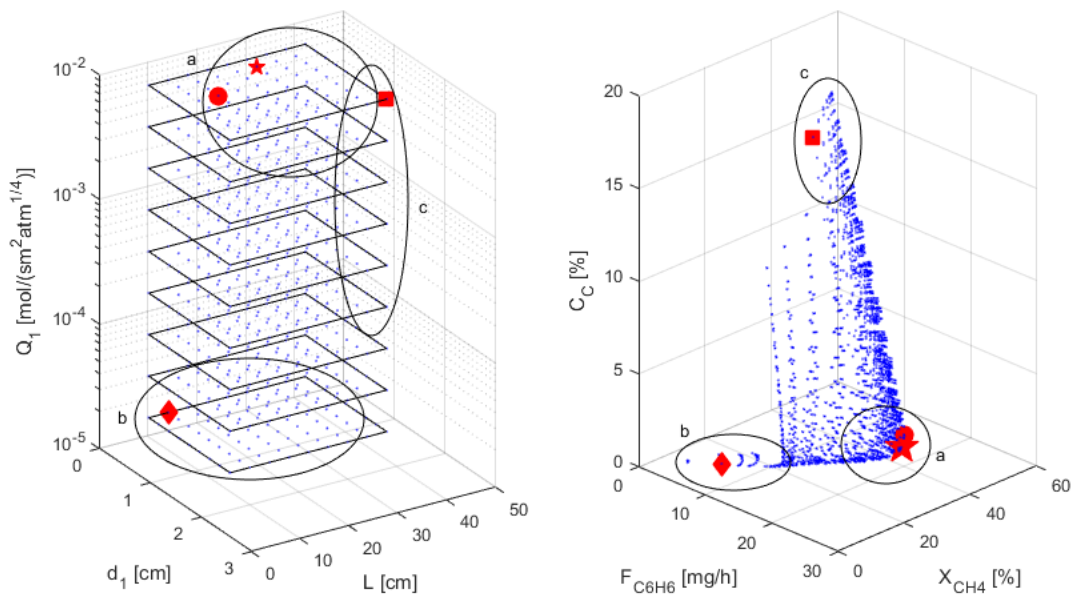 10^-2
10^-3
10^-4
10^-5
Q_1 [mol/(sm^2atm^1/4)]
a
b
c
0
1
2
3
d_1 [cm]
0
10
20
30
40
50
L [cm]
20
15
10
5
0
C_C [%]
c
b
a
0
10
20
30
F_C6H6 [mg/h]
0
20
40
60
X_CH4 [%]